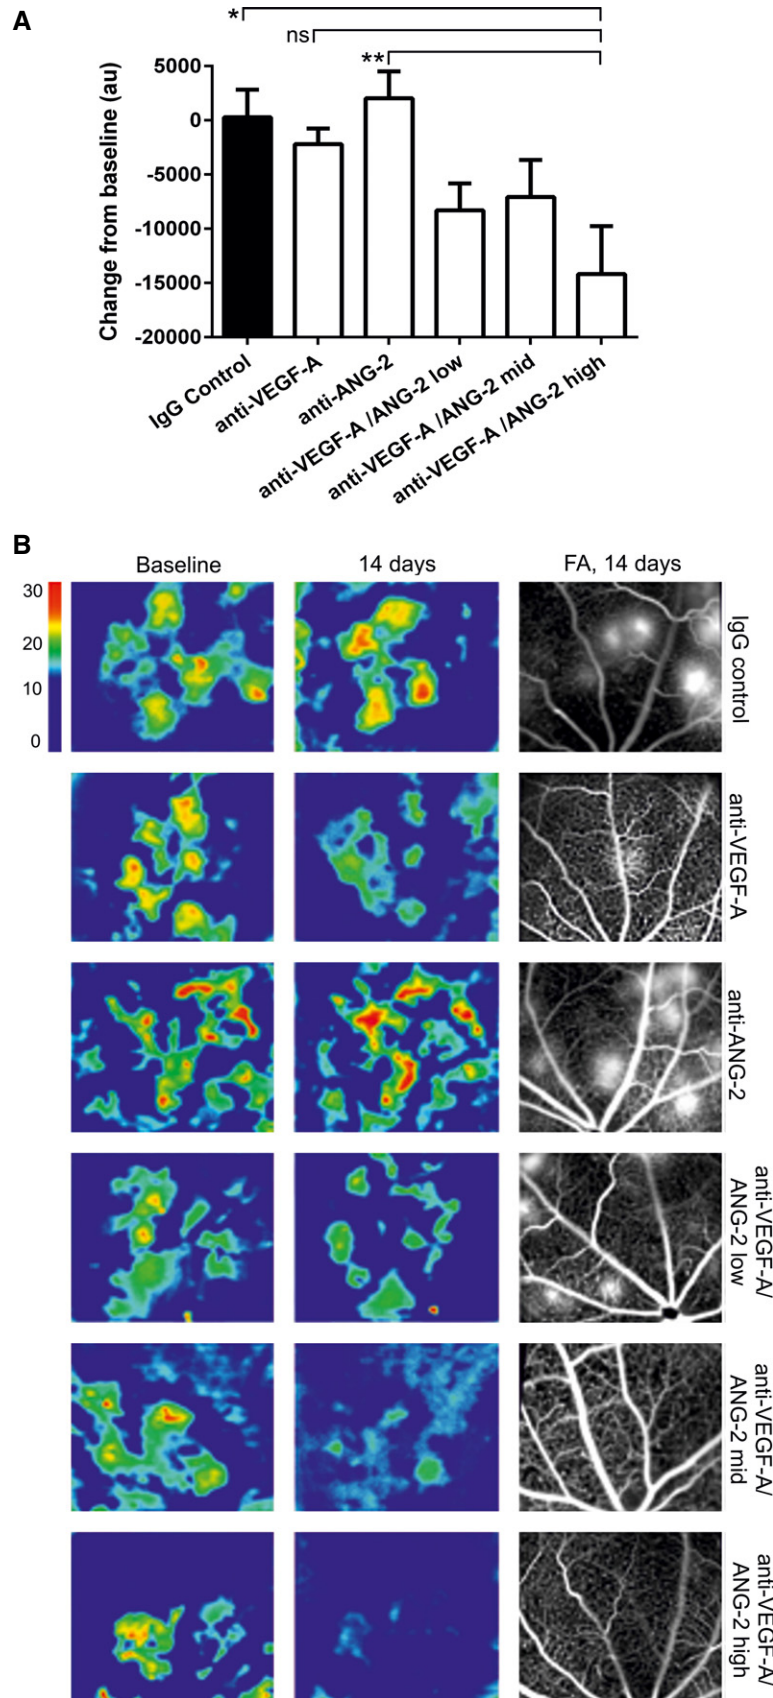 A
*
ns
**
Change from baseline (au)
5000
0
-5000
-10000
-15000
-20000
IgG Control
anti-VEGF-A
anti-ANG-2
anti-VEGF-A /ANG-2 low
anti-VEGF-A /ANG-2 mid
anti-VEGF-A /ANG-2 high
B
Baseline 14 days FA, 14 days
30
20
10
0
IgG control
anti-VEGF-A
anti-ANG-2
anti-VEGF-A/
ANG-2 low
anti-VEGF-A/
ANG-2 mid
anti-VEGF-A/
ANG-2 high